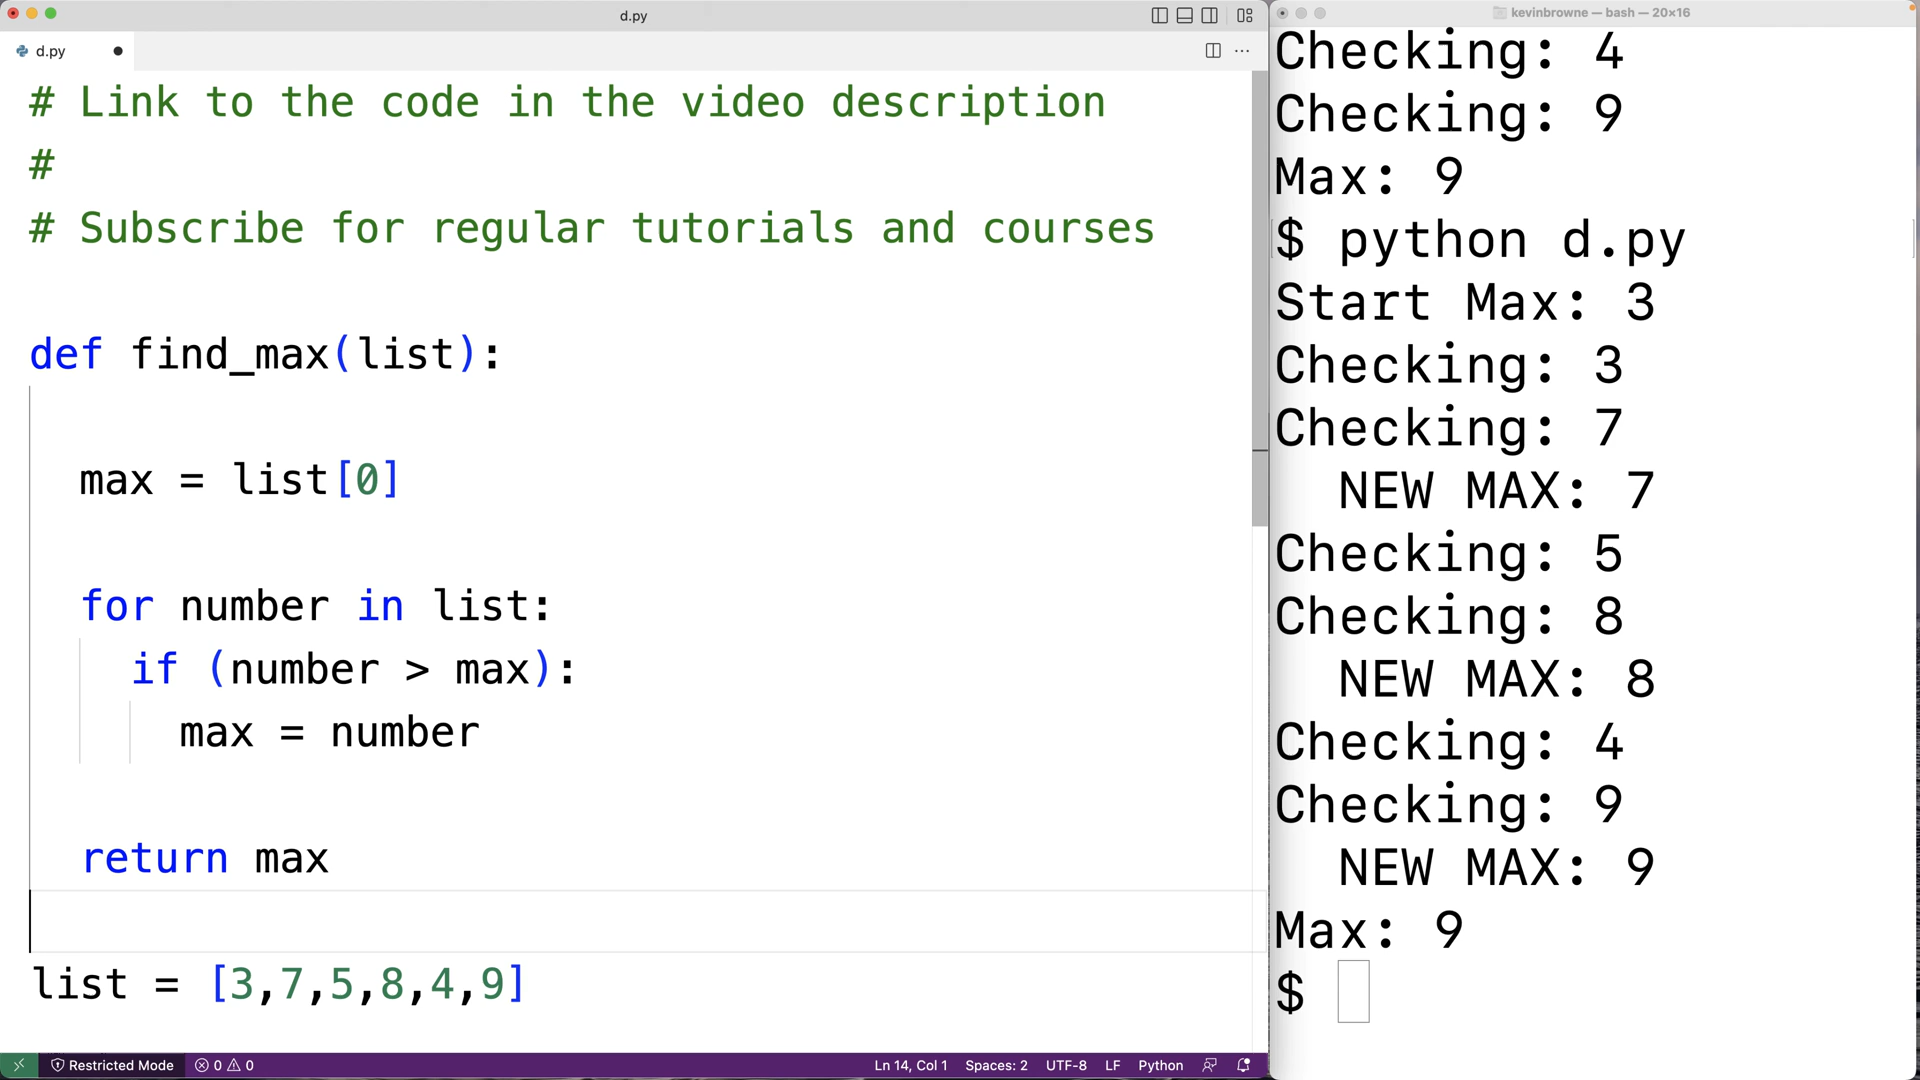 d.py
d.py
# Link to the code in the video description
#
# Subscribe for regular tutorials and courses
def find_max(list):
max = list[0]
for number in list:
if (number > max):
max = number
return max
list = [3,7,5,8,4,9]
Restricted Mode
0 0
Ln 14, Col 1
Spaces: 2
UTF-8
LF
Python
kevinbrowne — bash — 20×16
Checking: 4
Checking: 9
Max: 9
$ python d.py
Start Max: 3
Checking: 3
Checking: 7
NEW MAX: 7
Checking: 5
Checking: 8
NEW MAX: 8
Checking: 4
Checking: 9
NEW MAX: 9
Max: 9
$